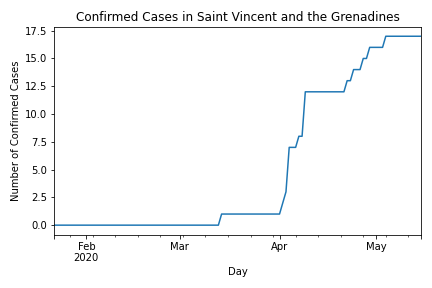 Confirmed Cases in Saint Vincent and the Grenadines
17.5
15.0
12.5
10.0
7.5
5.0
2.5
0.0
Number of Confirmed Cases
Feb
2020
Mar
Apr
May
Day